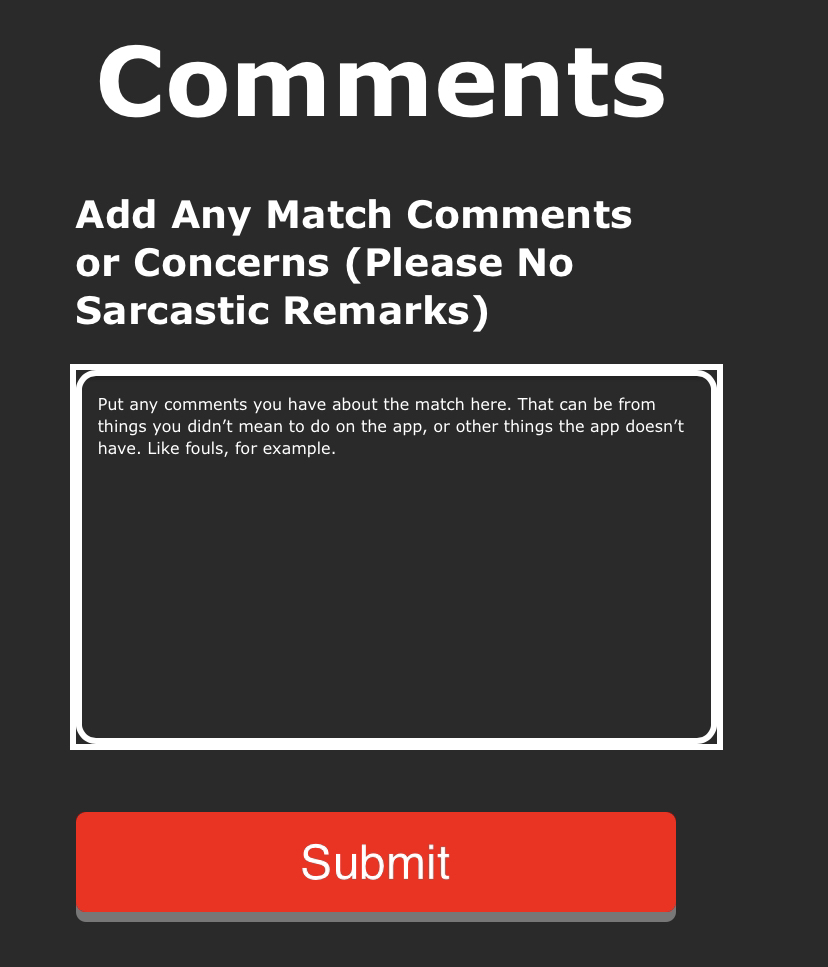 Comments
Add Any Match Comments
or Concerns (Please No
Sarcastic Remarks)
Put any comments you have about the match here. That can be from
things you didn’t mean to do on the app, or other things the app doesn’t
have. Like fouls, for example.
Submit